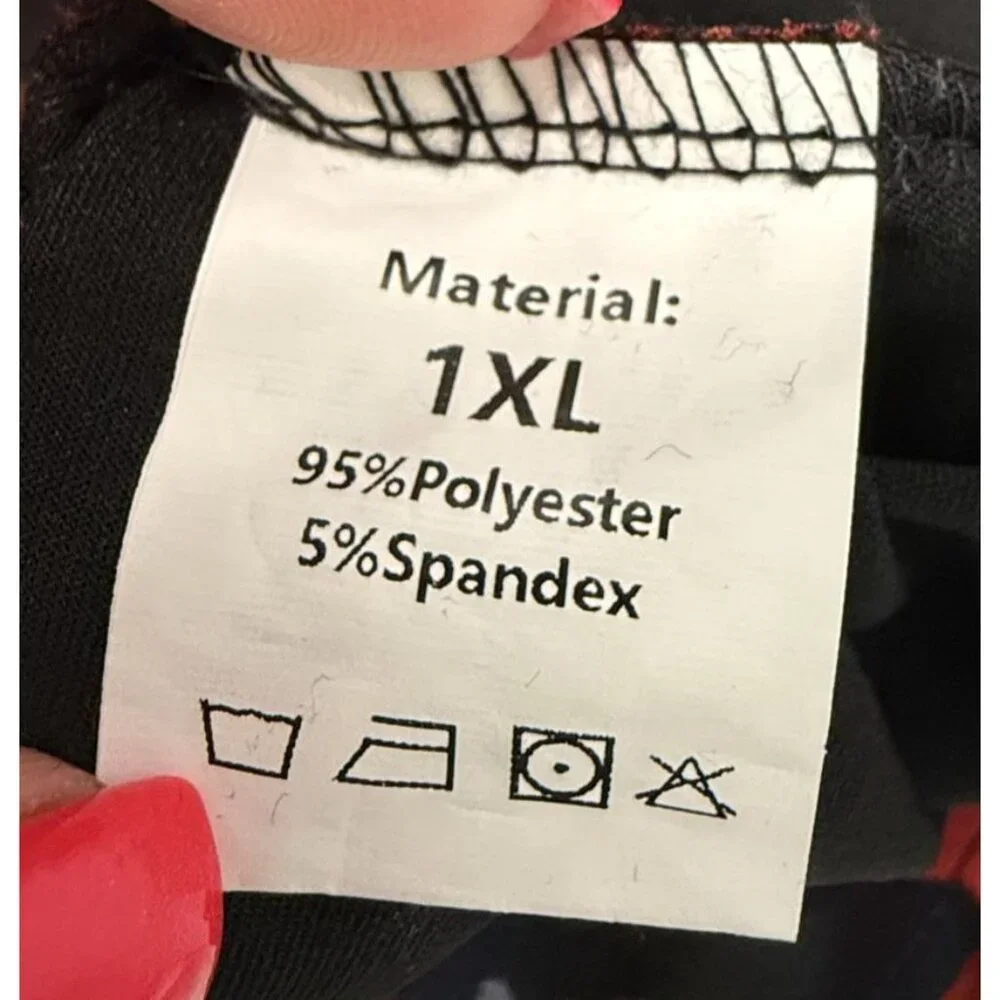 Material:
1XL
95%Polyester
5%Spandex